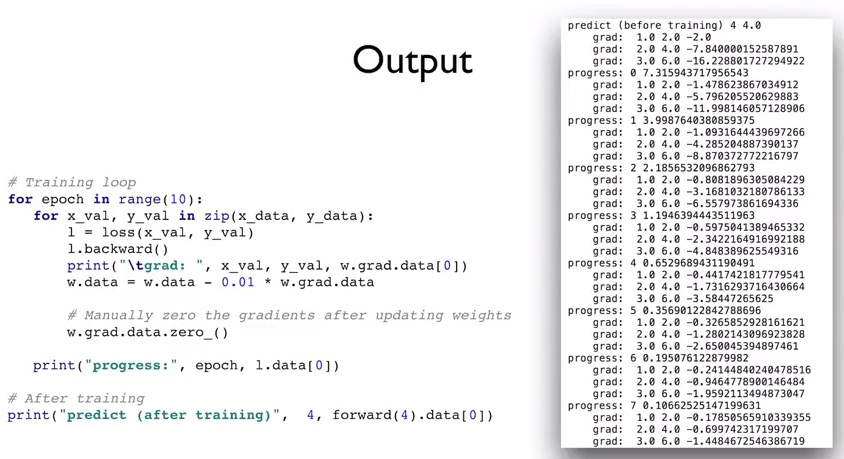 Output
# Training loop
for epoch in range(10):
    for x_val, y_val in zip(x_data, y_data):
        l = loss(x_val, y_val)
        l.backward()
        print("\tgrad: ", x_val, y_val, w.grad.data[0])
        w.data = w.data - 0.01 * w.grad.data
        # Manually zero the gradients after updating weights
        w.grad.data.zero_()
    print("progress:", epoch, l.data[0])
# After training
print("predict (after training)",  4, forward(4).data[0])
predict (before training) 4 4.0
    grad:  1.0 2.0 -2.0
    grad:  2.0 4.0 -7.840000152587891
    grad:  3.0 6.0 -16.228801727294922
progress: 0 7.315943717956543
    grad:  1.0 2.0 -1.478623867034912
    grad:  2.0 4.0 -5.796205520629883
    grad:  3.0 6.0 -11.998146057128906
progress: 1 3.9987640380859375
    grad:  1.0 2.0 -1.0931644439697266
    grad:  2.0 4.0 -4.285204887390137
    grad:  3.0 6.0 -8.870372772216797
progress: 2 2.1856532096862793
    grad:  1.0 2.0 -0.8081896305084229
    grad:  2.0 4.0 -3.1681032180786133
    grad:  3.0 6.0 -6.557973861694336
progress: 3 1.1946394443511963
    grad:  1.0 2.0 -0.5975041389465332
    grad:  2.0 4.0 -2.3422164916992188
    grad:  3.0 6.0 -4.848389625549316
progress: 4 0.6529689431190491
    grad:  1.0 2.0 -0.4417421817779541
    grad:  2.0 4.0 -1.7316293716430664
    grad:  3.0 6.0 -3.58447265625
progress: 5 0.35690122842788696
    grad:  1.0 2.0 -0.3265852928161621
    grad:  2.0 4.0 -1.2802143096923828
    grad:  3.0 6.0 -2.650045394897461
progress: 6 0.195076122879982
    grad:  1.0 2.0 -0.24144840240478516
    grad:  2.0 4.0 -0.9464778900146484
    grad:  3.0 6.0 -1.9592113494873047
progress: 7 0.10662525147199631
    grad:  1.0 2.0 -0.17850565910339355
    grad:  2.0 4.0 -0.699742317199707
    grad:  3.0 6.0 -1.4484672546386719